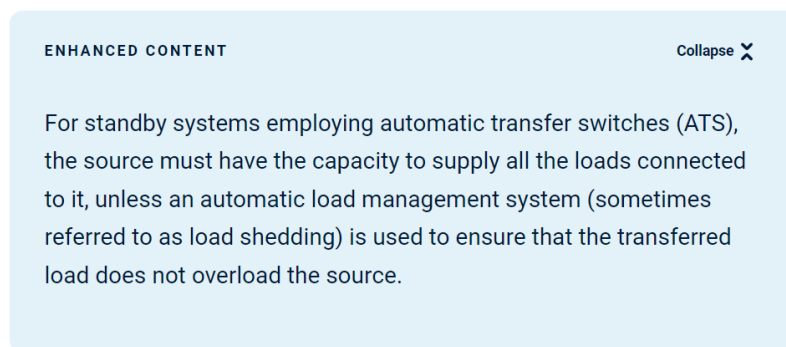 ENHANCED CONTENT
Collapse
For standby systems employing automatic transfer switches (ATS),
the source must have the capacity to supply all the loads connected
to it, unless an automatic load management system (sometimes
referred to as load shedding) is used to ensure that the transferred
load does not overload the source.